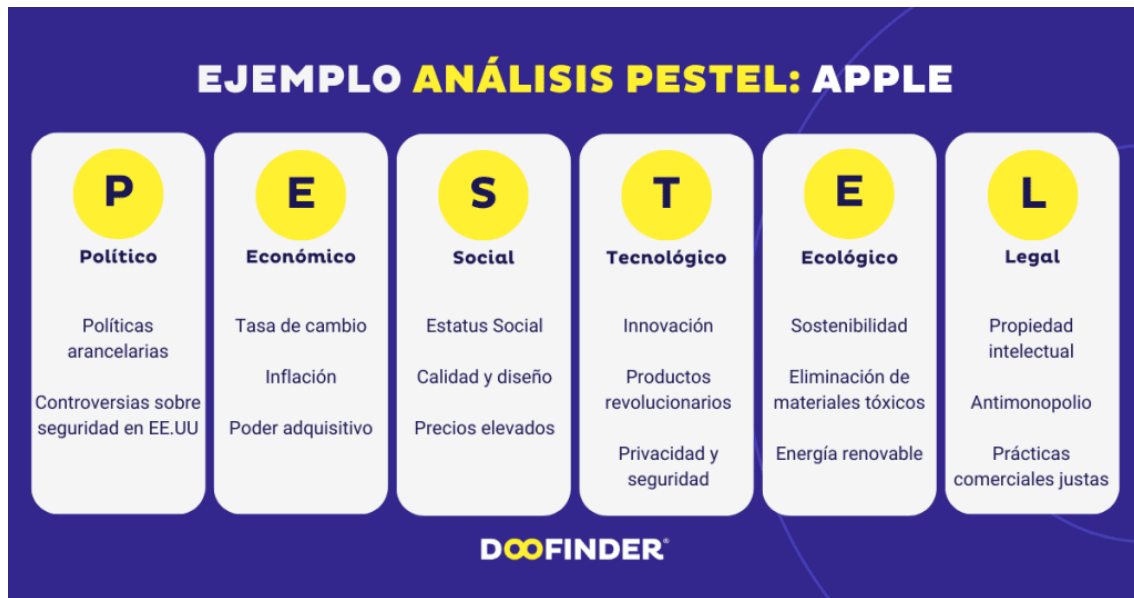 EJEMPLO ANÁLISIS PESTEL: APPLE
P
Político
Políticas
arancelarias
Controversias sobre
seguridad en EE.UU
E
Económico
Tasa de cambio
Inflación
Poder adquisitivo
S
Social
Estatus Social
Calidad y diseño
Precios elevados
T
Tecnológico
Innovación
Productos
revolucionarios
Privacidad y
seguridad
E
Ecológico
Sostenibilidad
Eliminación de
materiales tóxicos
Energía renovable
L
Legal
Propiedad
intelectual
Antimonopolio
Prácticas
comerciales justas
DOOFINDER®